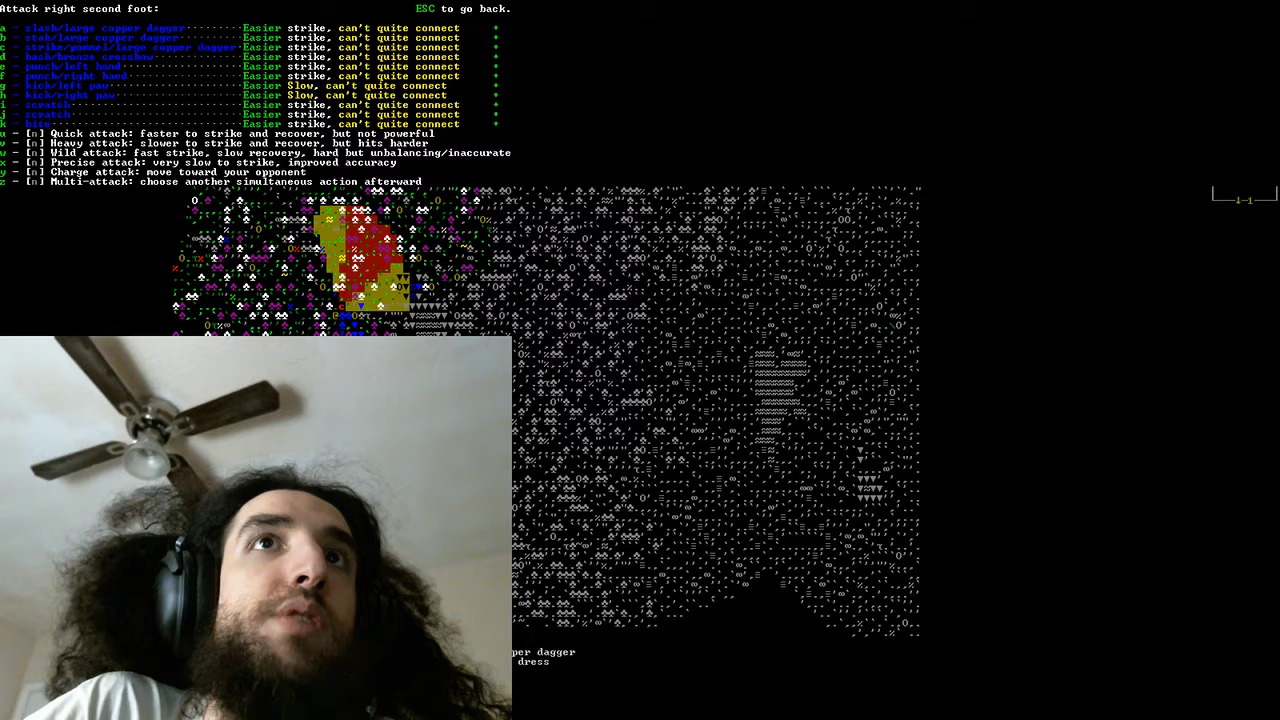 Attack right second foot: ESC to go back.
a - slash/large copper dagger Easier strike, can't quite connect
b - stab/large copper dagger Easier strike, can't quite connect
c - strike/pommel/large copper dagger Easier strike, can't quite connect
d - bash/bronze crossbow Easier strike, can't quite connect
e - punch/left hand Easier strike, can't quite connect
f - punch/right hand Easier strike, can't quite connect
g - kick/left paw Easier Slow, can't quite connect
h - kick/right paw Easier Slow, can't quite connect
i - scratch Easier strike, can't quite connect
j - scratch Easier strike, can't quite connect
k - bite Easier strike, can't quite connect
u - [n] Quick attack: faster to strike and recover, but not powerful
v - [n] Heavy attack: slower to strike and recover, but hits harder
w - [n] Wild attack: fast strike, slow recovery, hard but unbalancing/inaccurate
x - [n] Precise attack: very slow to strike, improved accuracy
y - [n] Charge attack: move toward your opponent
z - [n] Multi-attack: choose another simultaneous action afterward
per dagger
dress